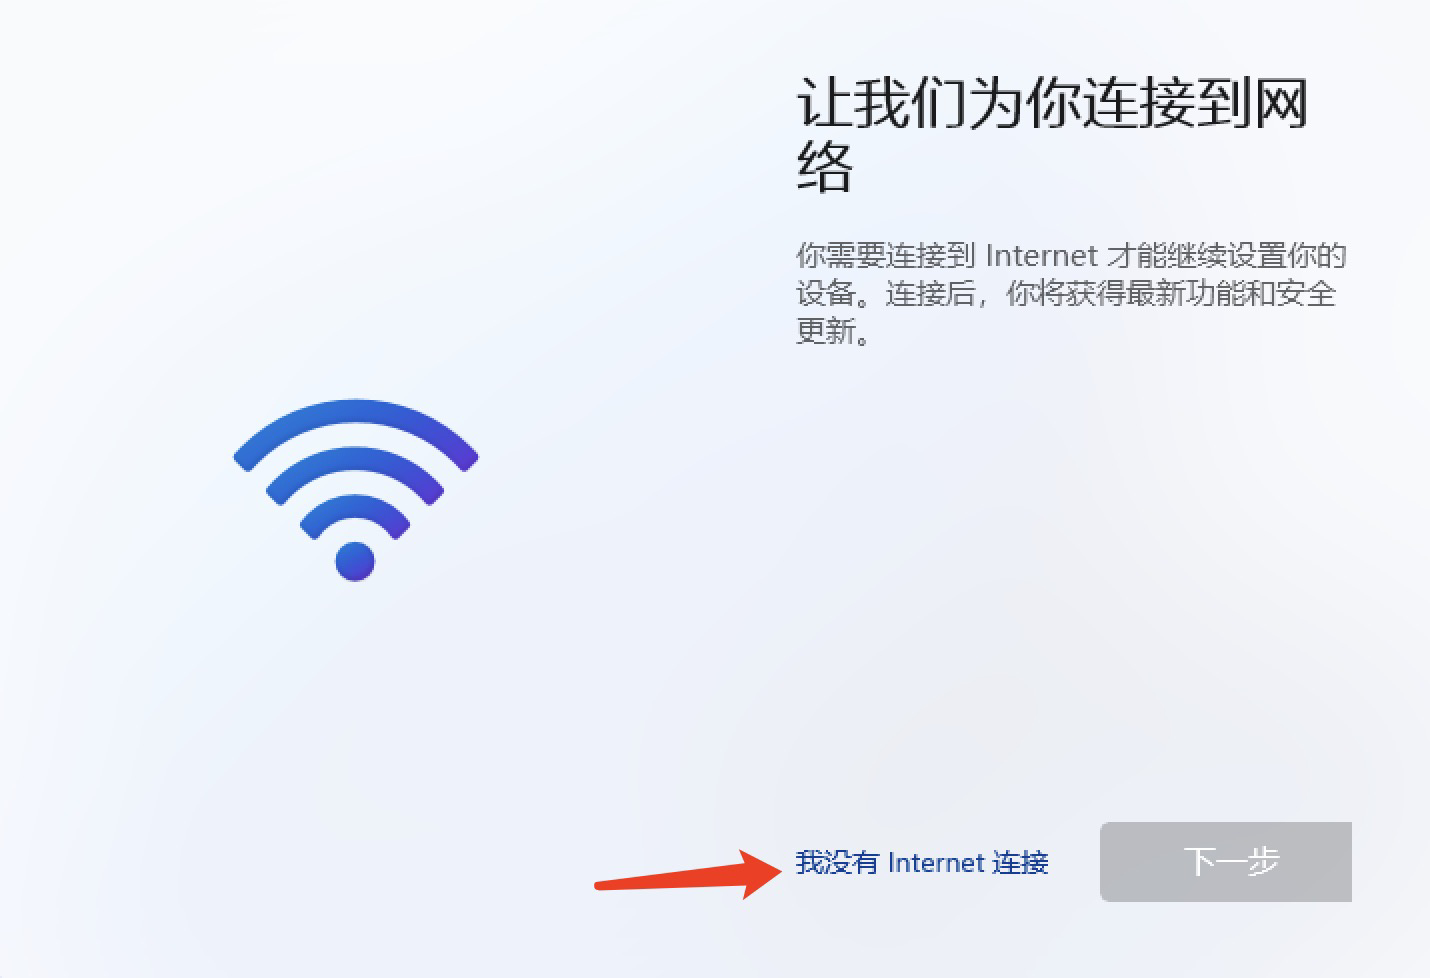 让我们为你连接到网
络
你需要连接到 Internet 才能继续设置你的
设备。连接后，你将获得最新功能和安全
更新。
我没有 Internet 连接
下一步